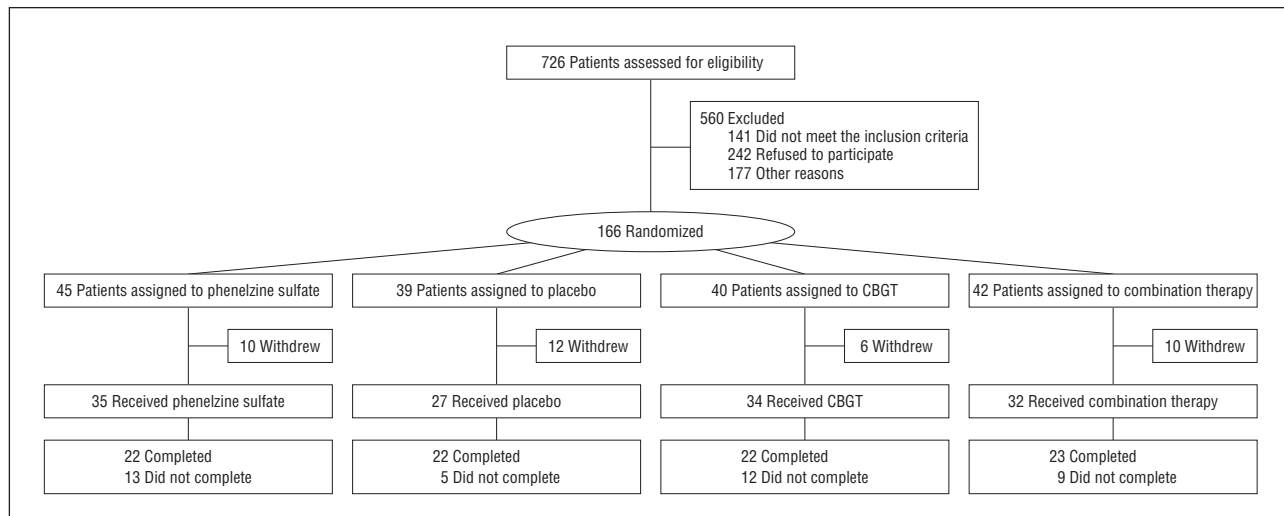 726 Patients assessed for eligibility
560 Excluded
141 Did not meet the inclusion criteria
242 Refused to participate
177 Other reasons
166 Randomized
45 Patients assigned to phenelzine sulfate
39 Patients assigned to placebo
40 Patients assigned to CBGT
42 Patients assigned to combination therapy
10 Withdrew
12 Withdrew
6 Withdrew
10 Withdrew
35 Received phenelzine sulfate
27 Received placebo
34 Received CBGT
32 Received combination therapy
22 Completed
13 Did not complete
22 Completed
5 Did not complete
22 Completed
12 Did not complete
23 Completed
9 Did not complete